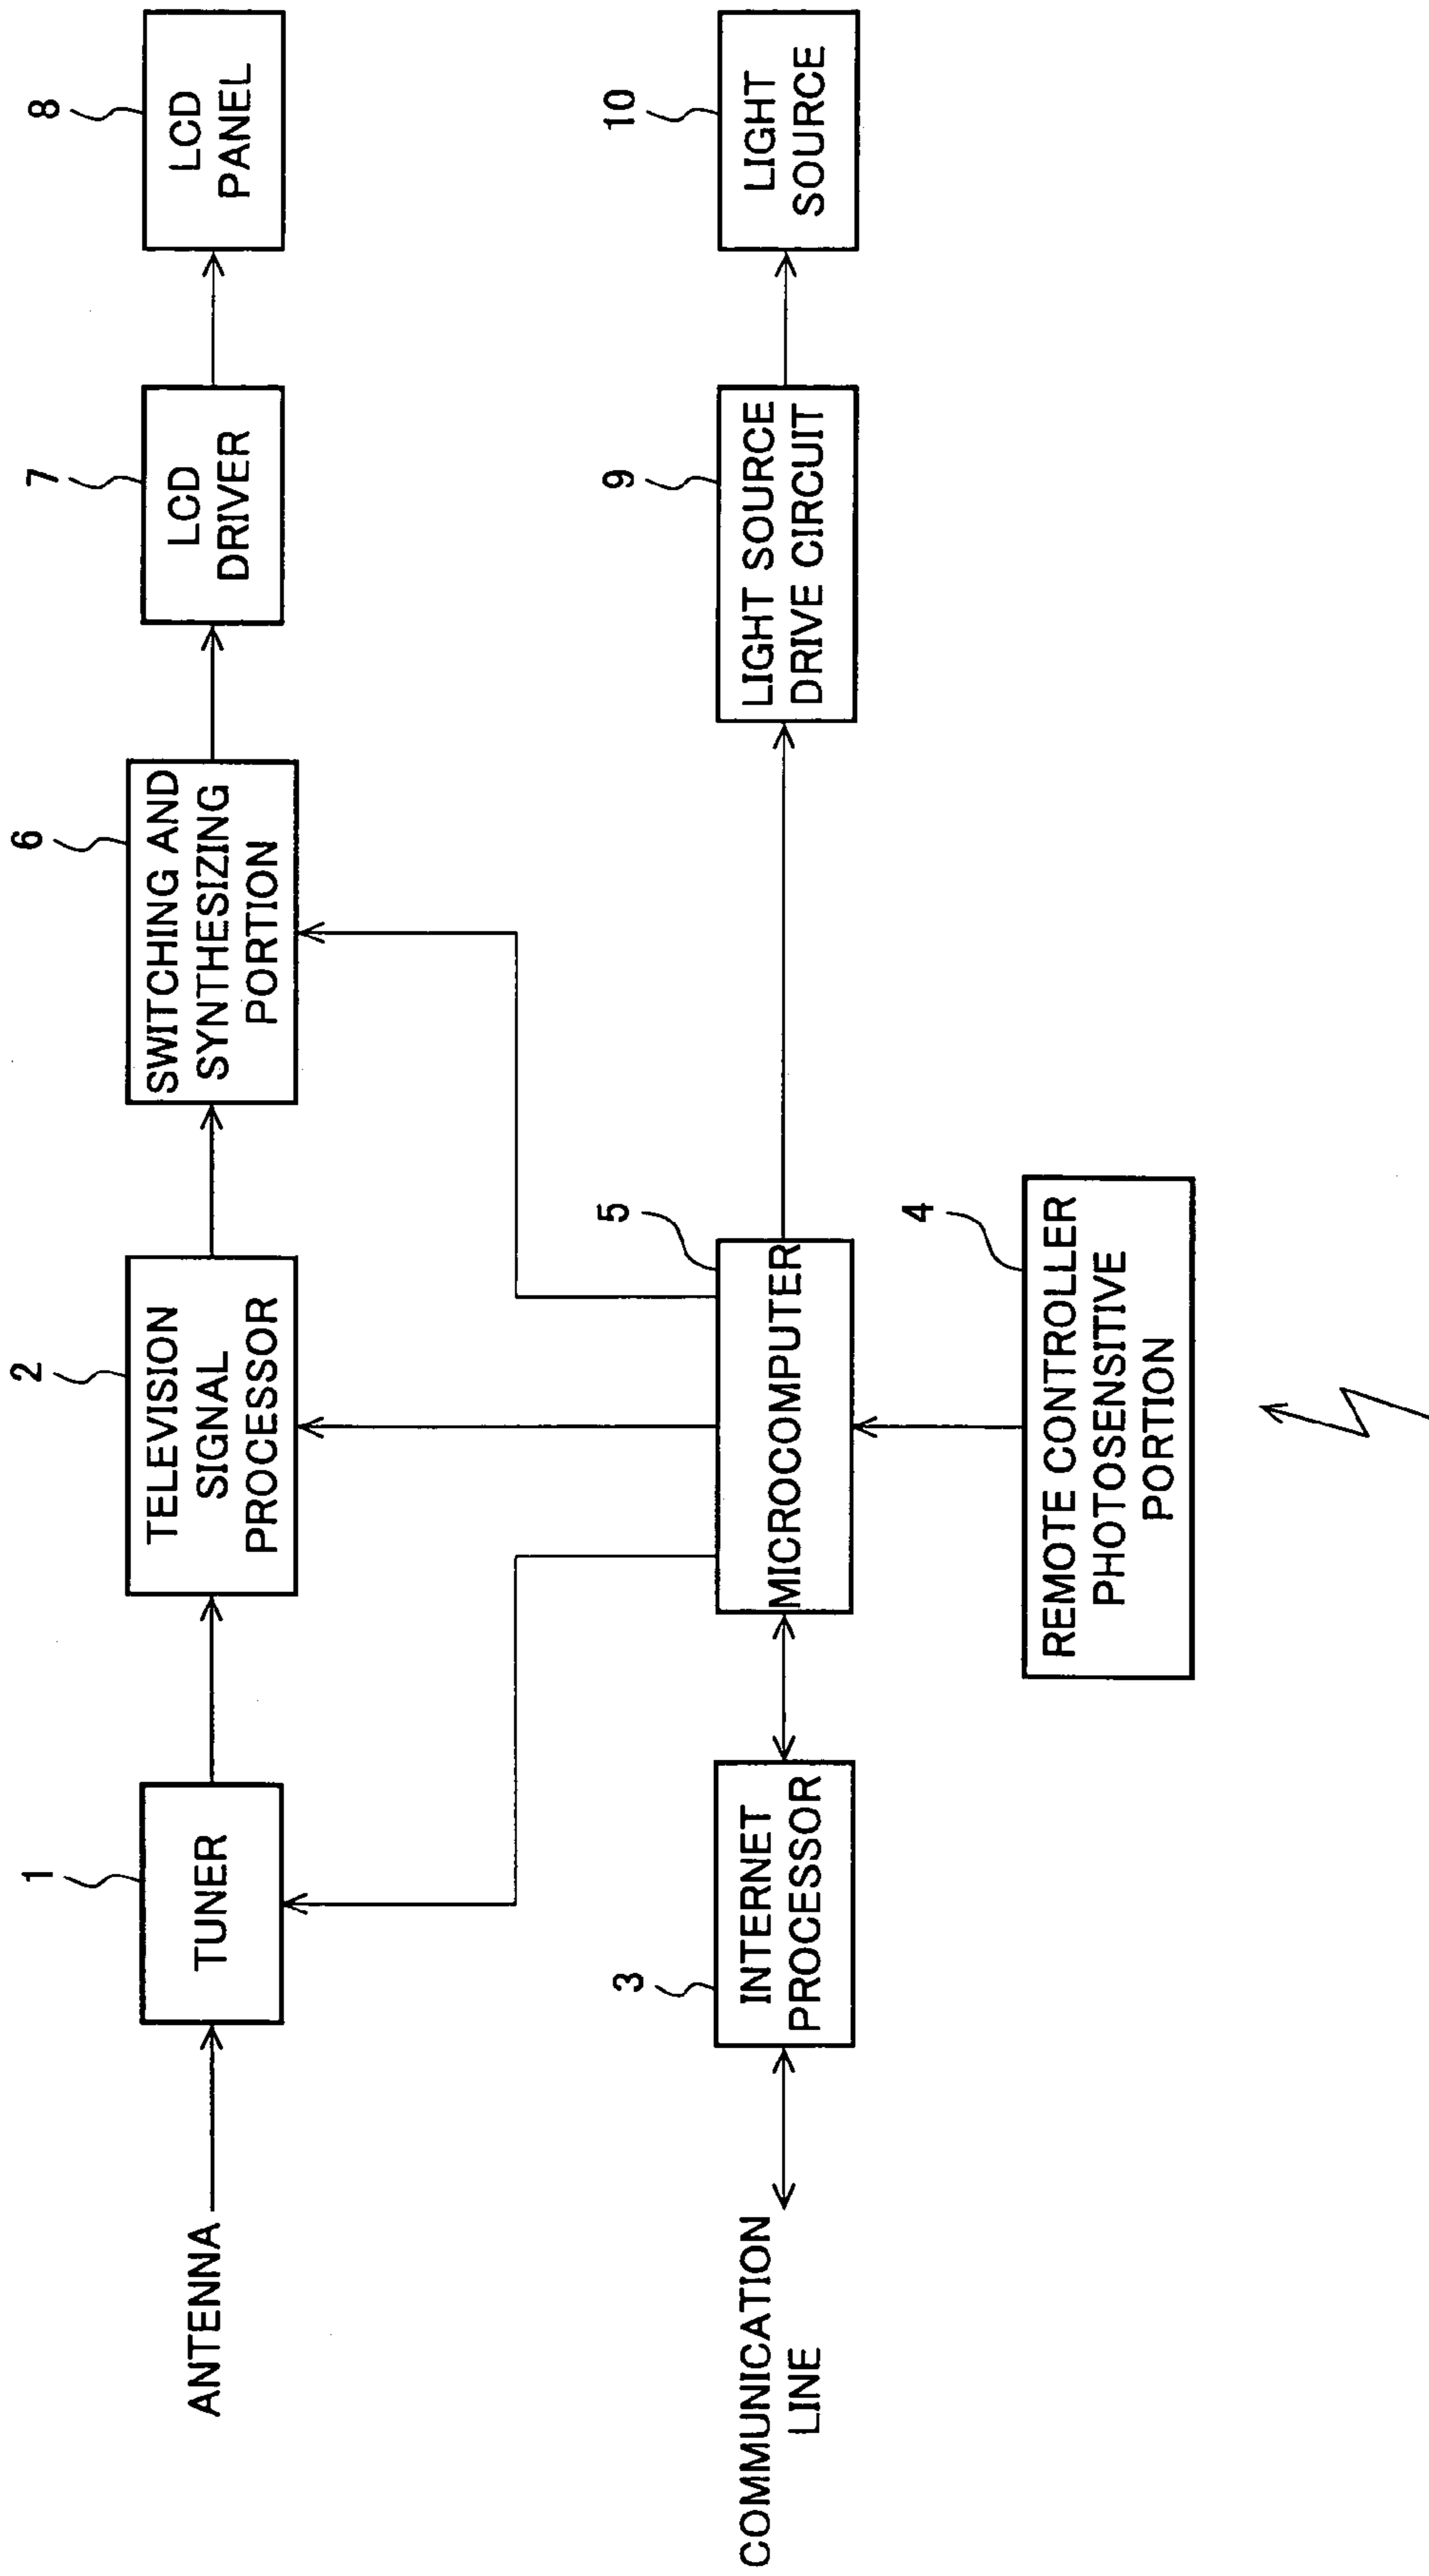 ANTENNA
1
TUNER
2
TELEVISION
SIGNAL
PROCESSOR
6
SWITCHING AND
SYNTHESIZING
PORTION
7
LCD
DRIVER
8
LCD
PANEL
COMMUNICATION
LINE
3
INTERNET
PROCESSOR
5
MICROCOMPUTER
9
LIGHT SOURCE
DRIVE CIRCUIT
10
LIGHT
SOURCE
4
REMOTE CONTROLLER
PHOTOSENSITIVE
PORTION